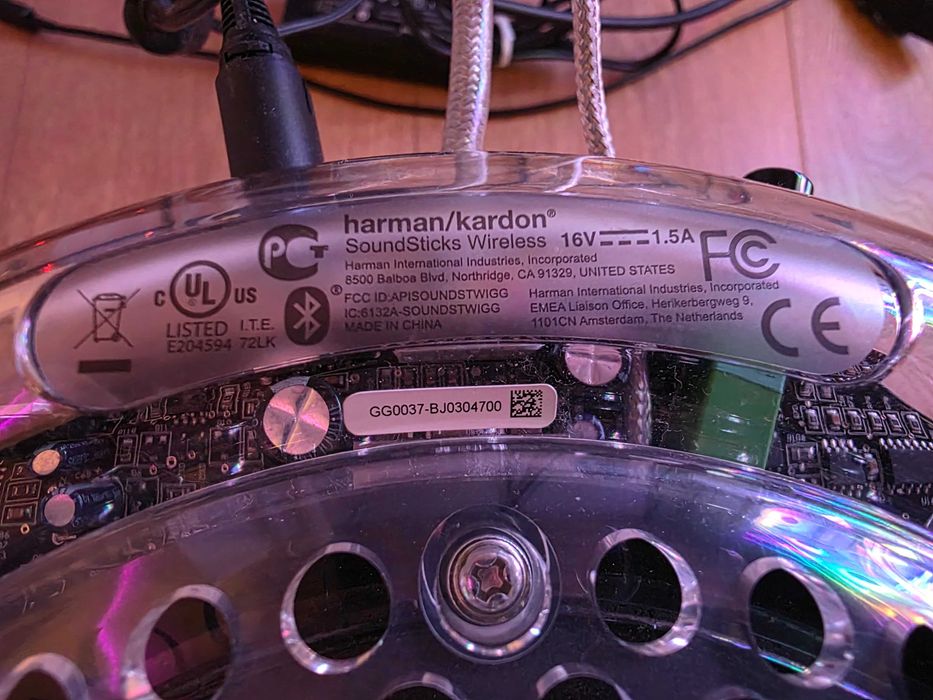 harman/kardon®
SoundSticks Wireless
16V 1.5A
Harman International Industries, Incorporated
8500 Balboa Blvd, Northridge, CA 91329, UNITED STATES
FCC ID:APISOUNDSTWIGG
IC:6132A-SOUNDSTWIGG
MADE IN CHINA
Harman International Industries, Incorporated
EMEA Liaison Office, Herikerbergweg 9,
1101CN Amsterdam, The Netherlands
PCT
FC
CE
C UL US
®
LISTED I.T.E.
E204594 72LK
GG0037-BJ0304700